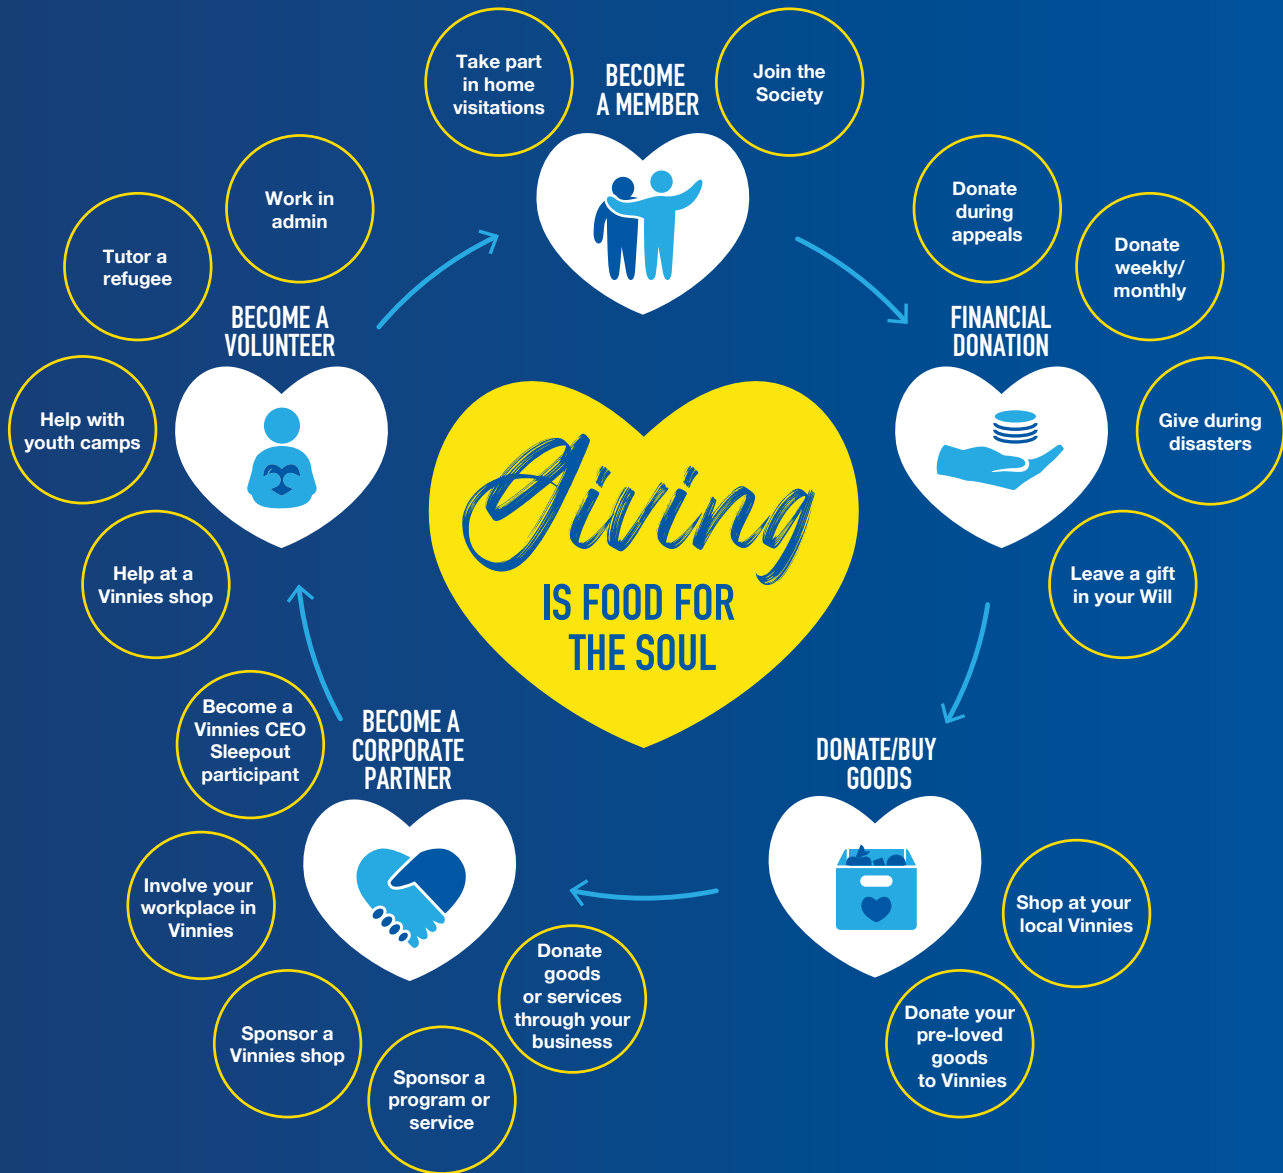 Take part
in home
visitations
BECOME
A MEMBER
Join the
Society
Donate
during
appeals
Donate
weekly/
monthly
FINANCIAL
DONATION
Give during
disasters
Leave a gift
in your Will
DONATE/BUY
GOODS
Shop at your
local Vinnies
Donate your
pre-loved
goods
to Vinnies
BECOME A
CORPORATE
PARTNER
Donate
goods
or services
through your
business
Sponsor a
program or
service
Sponsor a
Vinnies shop
Involve your
workplace in
Vinnies
Become a
Vinnies CEO
Sleepout
participant
BECOME A
VOLUNTEER
Help at a
Vinnies shop
Help with
youth camps
Tutor a
refugee
Work in
admin
Giving
IS FOOD FOR
THE SOUL